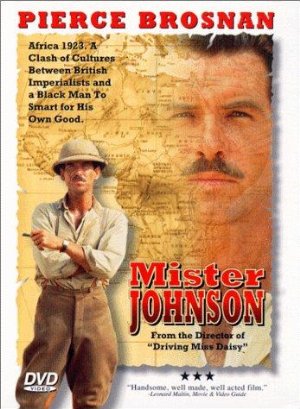 PIERCE BROSNAN
Africa 1923. A
Clash of Cultures
Between British
Imperialists and
a Black Man To
Smart for His
Own Good.
Mister
JOHNSON
From the Director of
"Driving Miss Daisy"
★★★
"Handsome, well made, well acted film."
-Leonard Maltin, Movie & Video Guide
DVD
VIDEO